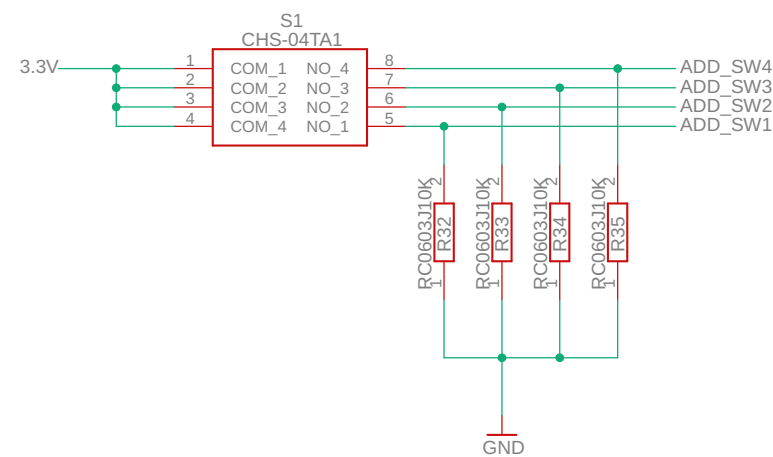 S1
CHS-04TA1
3.3V
1 COM_1 NO_4 8 ADD_SW4
2 COM_2 NO_3 7 ADD_SW3
3 COM_3 NO_2 6 ADD_SW2
4 COM_4 NO_1 5 ADD_SW1
RC0603J10K
1
2
R32
RC0603J10K
1
2
R33
RC0603J10K
1
2
R34
RC0603J10K
1
2
R35
GND